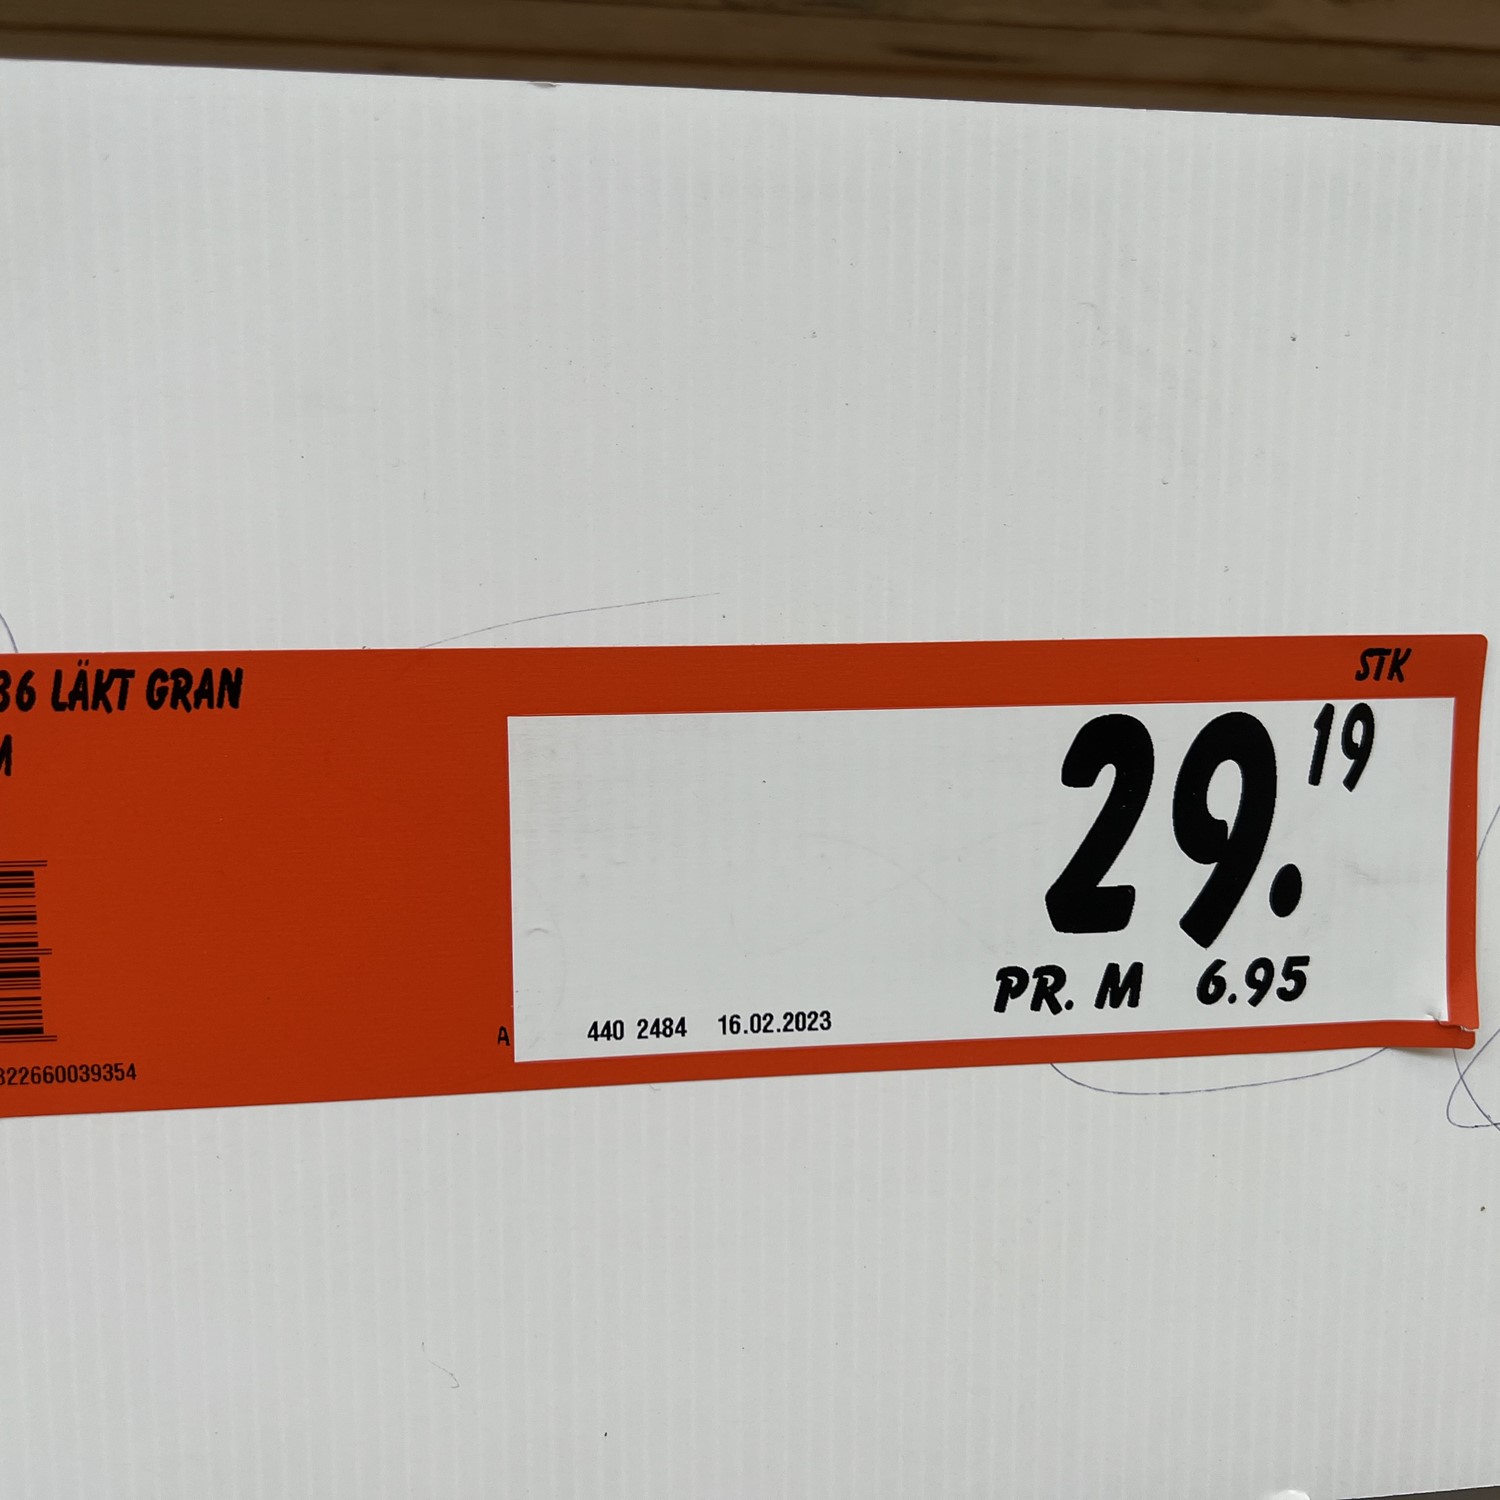 36 LÄKT GRAN
M
STK
29.19
PR. M 6.95
A 440 2484 16.02.2023
322660039354